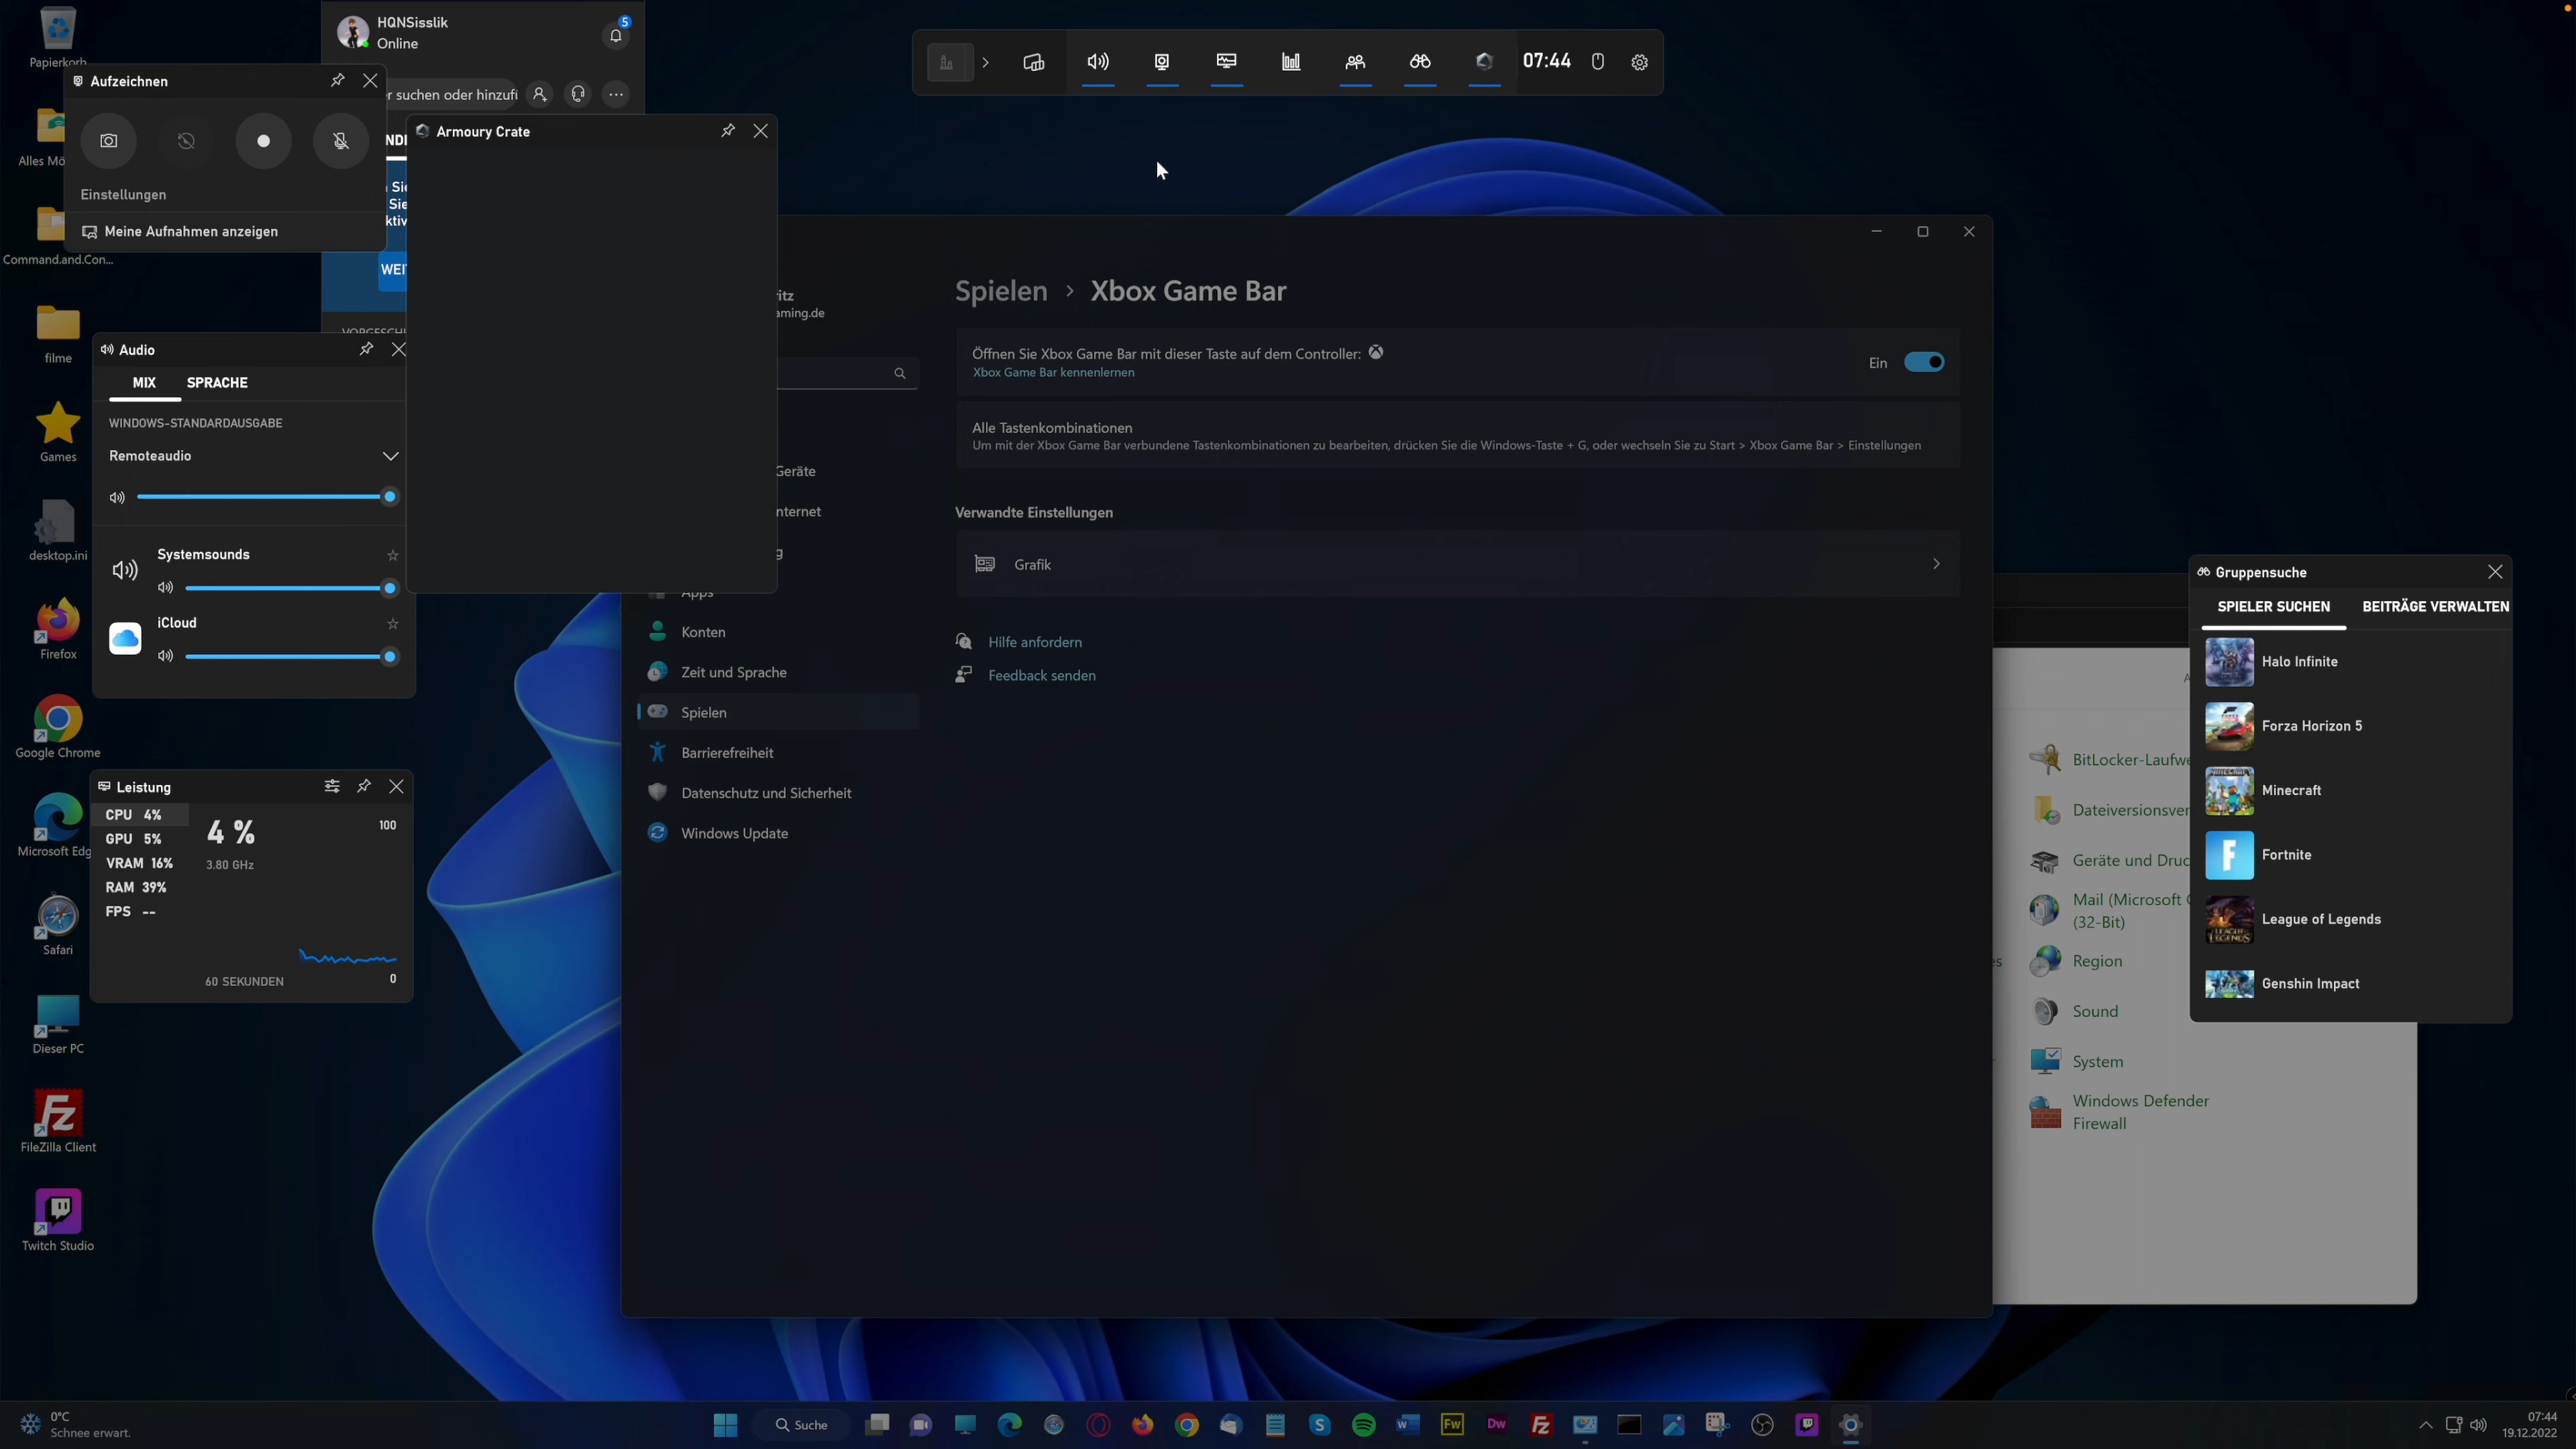 Papierkorb
Alles Mö
Command.and.Con...
filme
Games
desktop.ini
Firefox
Google Chrome
Microsoft Edg
Safari
Dieser PC
FileZilla Client
Twitch Studio
HQNSisslik
Online
5
er suchen oder hinzufü
Aufzeichnen
Einstellungen
Meine Aufnahmen anzeigen
NDE
Sie
Sie
ktiv
WEIT
VORGESCHL
Armoury Crate
07:44
Audio
MIX SPRACHE
WINDOWS-STANDARDAUSGABE
Remoteaudio
Systemsounds
iCloud
Leistung
CPU 4%
GPU 5%
VRAM 16%
RAM 39%
FPS --
4 %
3.80 GHz
100
60 SEKUNDEN
0
itz
aming.de
Geräte
nternet
g
Apps
Konten
Zeit und Sprache
Spielen
Barrierefreiheit
Datenschutz und Sicherheit
Windows Update
Spielen > Xbox Game Bar
Öffnen Sie Xbox Game Bar mit dieser Taste auf dem Controller:
Xbox Game Bar kennenlernen
Ein
Alle Tastenkombinationen
Um mit der Xbox Game Bar verbundene Tastenkombinationen zu bearbeiten, drücken Sie die Windows-Taste + G, oder wechseln Sie zu Start > Xbox Game Bar > Einstellungen
Verwandte Einstellungen
Grafik
Hilfe anfordern
Feedback senden
Gruppensuche
SPIELER SUCHEN BEITRÄGE VERWALTEN
Halo Infinite
Forza Horizon 5
Minecraft
Fortnite
League of Legends
Genshin Impact
BitLocker-Laufwe
Dateiversionsver
Geräte und Druc
Mail (Microsoft O
(32-Bit)
Region
Sound
System
Windows Defender
Firewall
0°C
Schnee erwart.
Suche
07:44
19.12.2022